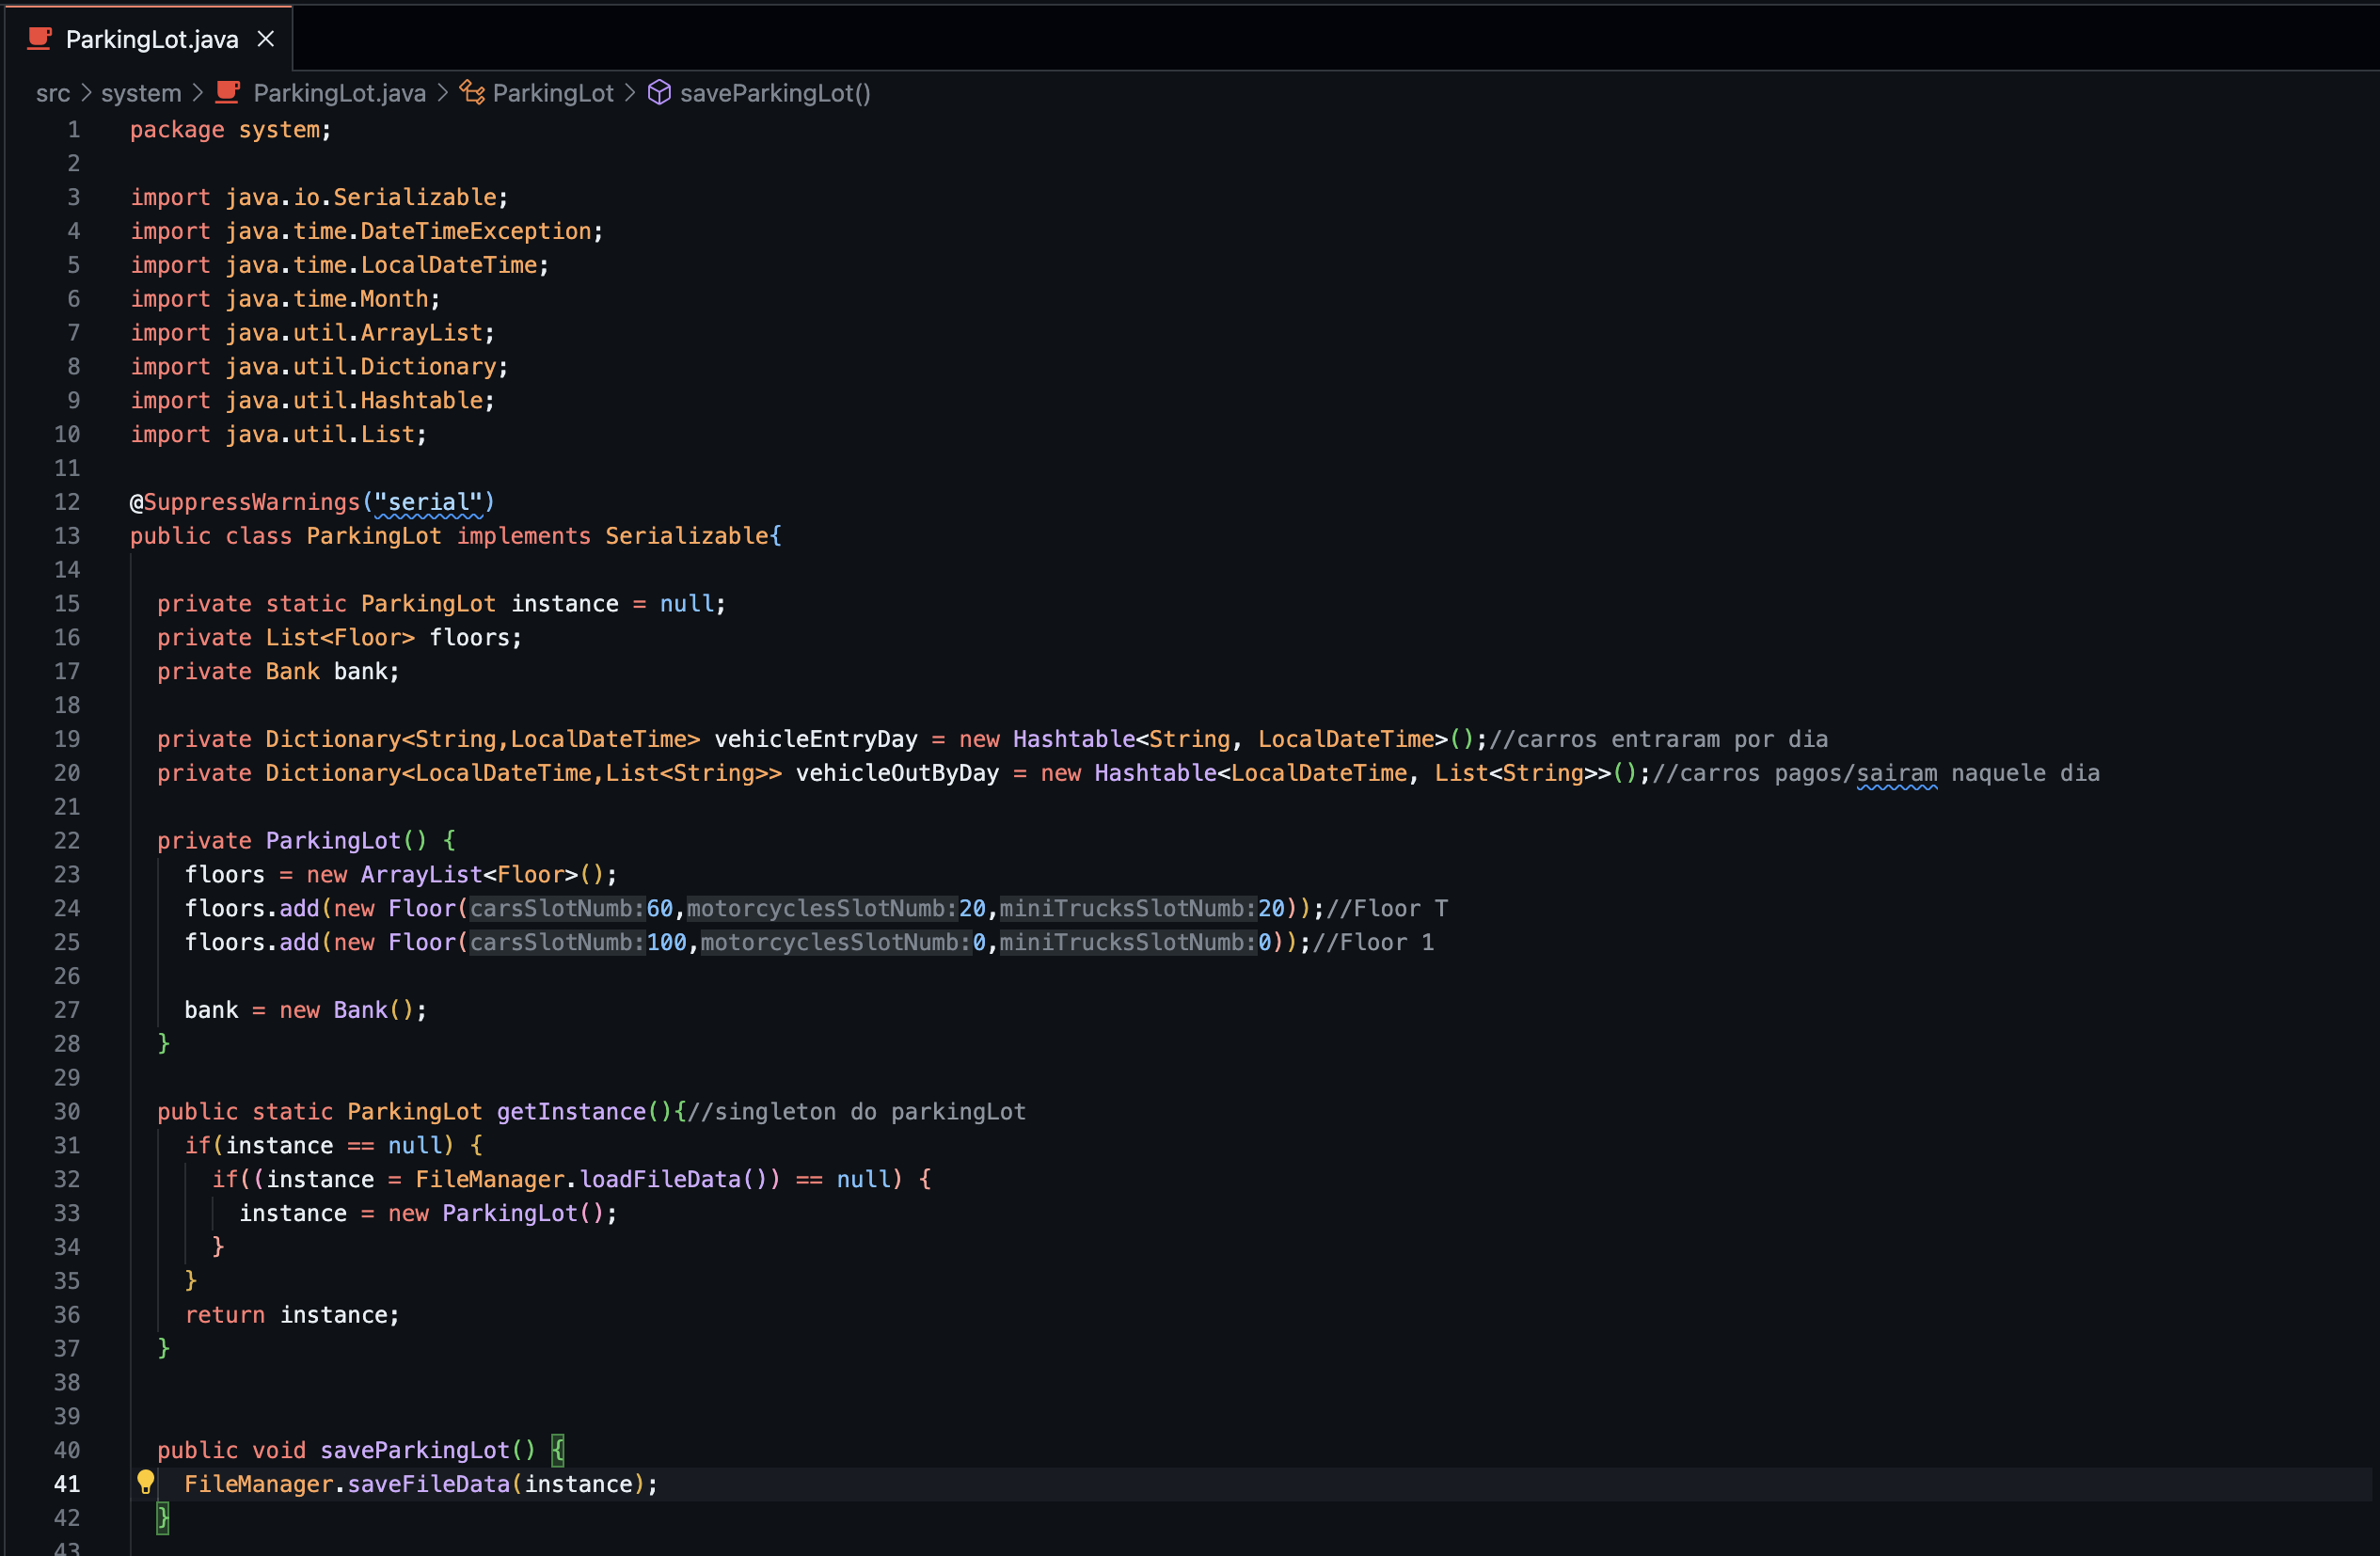 ParkingLot.java
src > system > ParkingLot.java > ParkingLot > saveParkingLot()
1 package system;
2
3 import java.io.Serializable;
4 import java.time.DateTimeException;
5 import java.time.LocalDateTime;
6 import java.time.Month;
7 import java.util.ArrayList;
8 import java.util.Dictionary;
9 import java.util.Hashtable;
10 import java.util.List;
11
12 @SuppressWarnings("serial")
13 public class ParkingLot implements Serializable{
14
15 private static ParkingLot instance = null;
16 private List<Floor> floors;
17 private Bank bank;
18
19 private Dictionary<String,LocalDateTime> vehicleEntryDay = new Hashtable<String, LocalDateTime>();//carros entraram por dia
20 private Dictionary<LocalDateTime,List<String>> vehicleOutByDay = new Hashtable<LocalDateTime, List<String>>();//carros pagos/sairam naquele dia
21
22 private ParkingLot() {
23 floors = new ArrayList<Floor>();
24 floors.add(new Floor(carsSlotNumb:60,motorcyclesSlotNumb:20,miniTrucksSlotNumb:20));//Floor T
25 floors.add(new Floor(carsSlotNumb:100,motorcyclesSlotNumb:0,miniTrucksSlotNumb:0));//Floor 1
26
27 bank = new Bank();
28 }
29
30 public static ParkingLot getInstance(){//singleton do parkingLot
31 if(instance == null) {
32 if((instance = FileManager.loadFileData()) == null) {
33 instance = new ParkingLot();
34 }
35 }
36 return instance;
37 }
38
39
40 public void saveParkingLot() {
41 FileManager.saveFileData(instance);
42 }
43